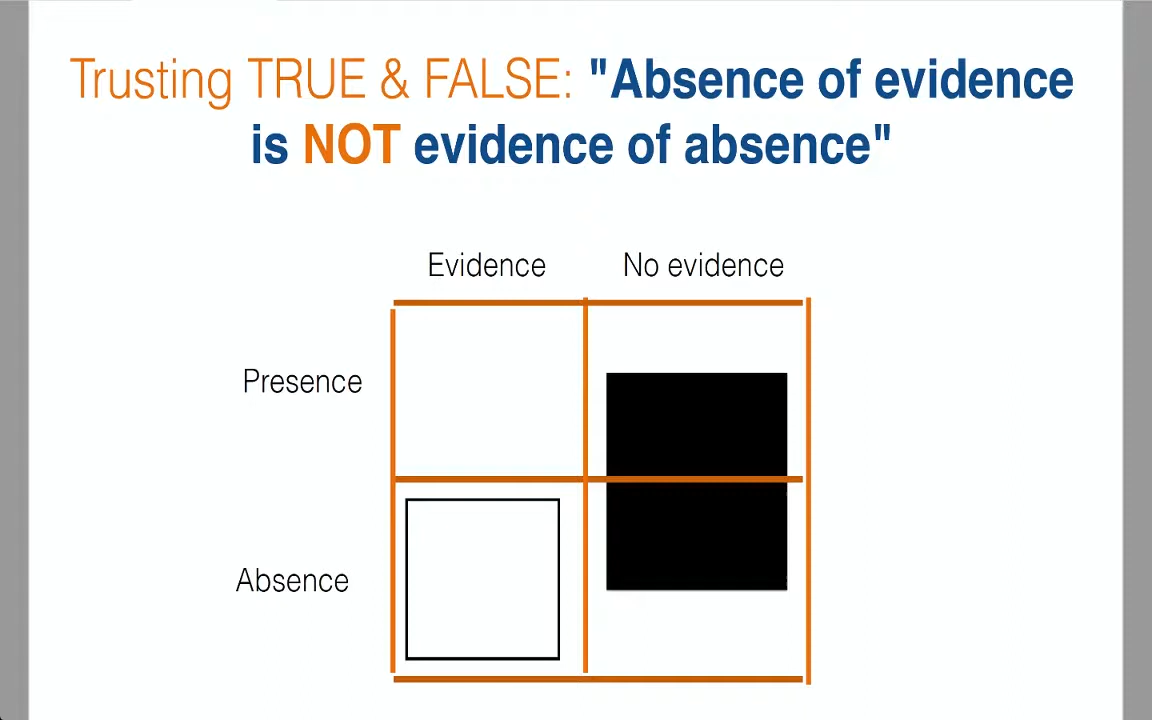 Trusting TRUE & FALSE: "Absence of evidence
is NOT evidence of absence"
Evidence No evidence
Presence
Absence